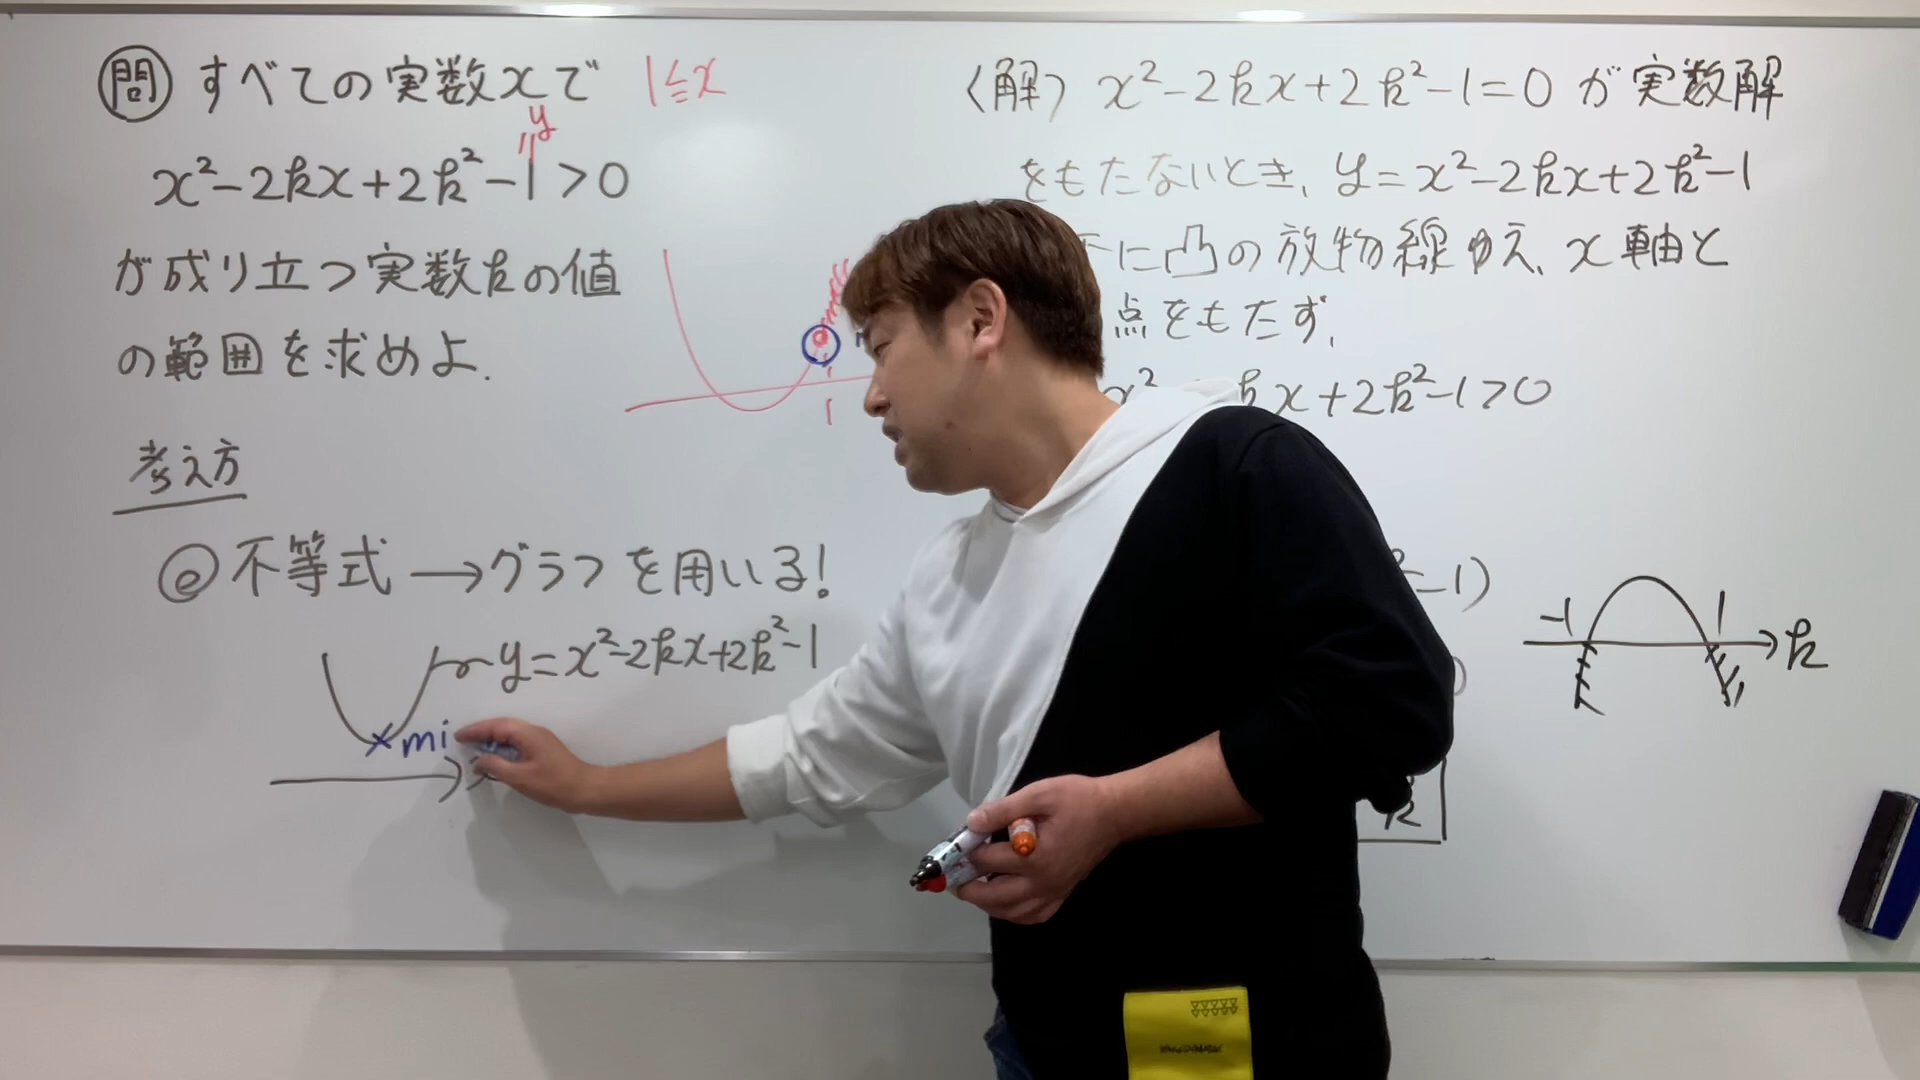 問 すべての実数xで 1≦x
y
x²-2kx+2k²-1>0
が成り立つ実数kの値
の範囲を求めよ.
1
考え方
◎不等式→グラフを用いる!
y=x²-2kx+2k²-1
mi
〈解〉x²-2kx+2k²-1=0 が実数解
をもたないとき、y=x²-2kx+2k²-1
に凸の放物線ゆえ、x軸と
点をもたず、
x² kx+2k²-1>0
-1)
-1 1
k